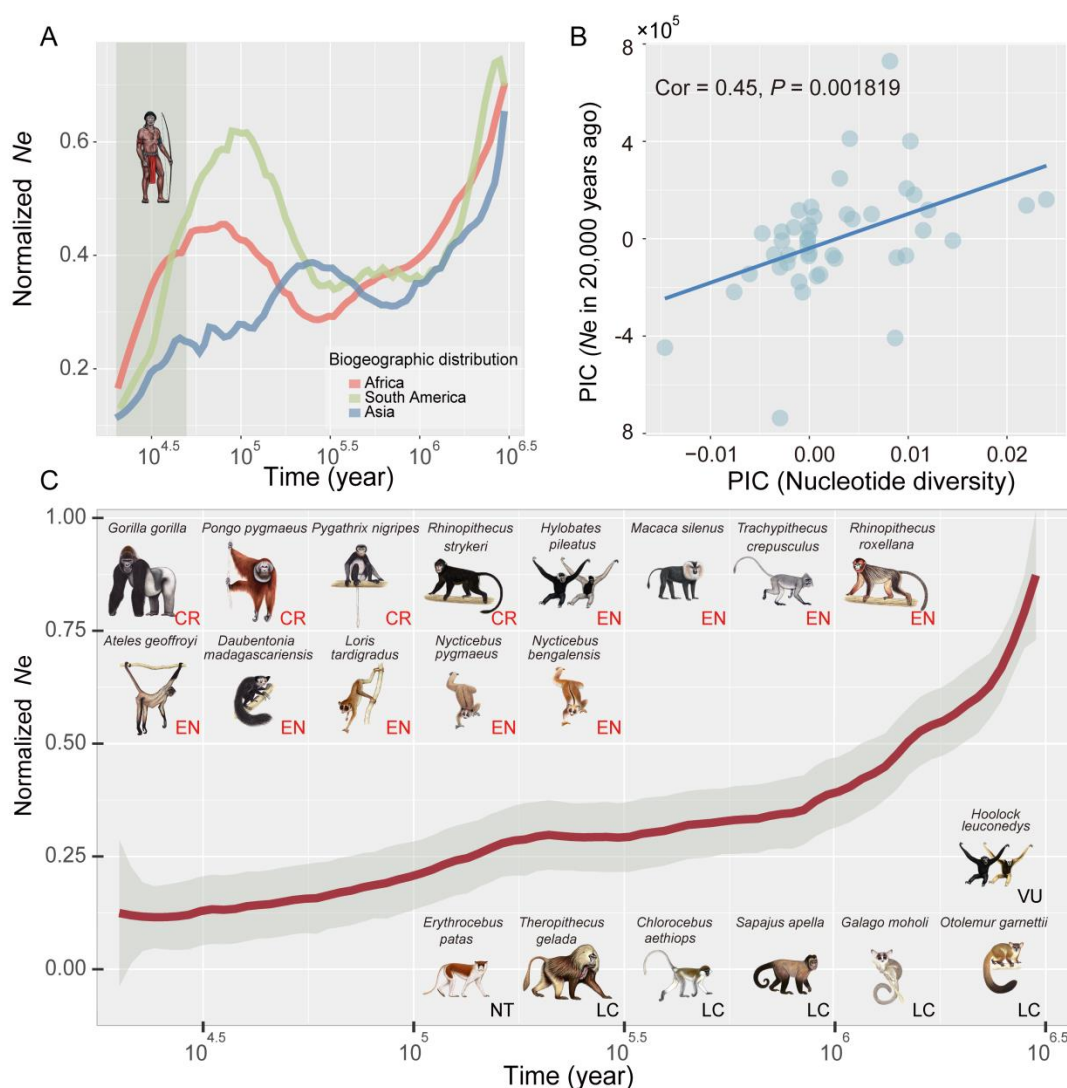 A
Normalized Ne
0.6
0.4
0.2
Biogeographic distribution
Africa
South America
Asia
10^4.5
10^5
10^5.5
10^6
10^6.5
Time (year)
B
×10^5
Cor = 0.45, P = 0.001819
PIC (Ne in 20,000 years ago)
8
4
0
-4
8
-0.01
0.00
0.01
0.02
PIC (Nucleotide diversity)
C
Normalized Ne
1.00
0.75
0.50
0.25
0.00
Gorilla gorilla
CR
Pongo pygmaeus
CR
Pygathrix nigripes
CR
Rhinopithecus
strykeri
CR
Hylobates
pileatus
EN
Macaca silenus
EN
Trachypithecus
crepusculus
EN
Rhinopithecus
roxellana
EN
Ateles geoffroyi
EN
Daubentonia
madagascariensis
EN
Loris
tardigradus
EN
Nycticebus
pygmaeus
EN
Nycticebus
bengalensis
EN
Hoolock
leuconedys
VU
Erythrocebus
patas
NT
Theropithecus
gelada
LC
Chlorocebus
aethiops
LC
Sapajus apella
LC
Galago moholi
LC
Otolemur garnettii
LC
10^4.5
10^5
10^5.5
10^6
10^6.5
Time (year)